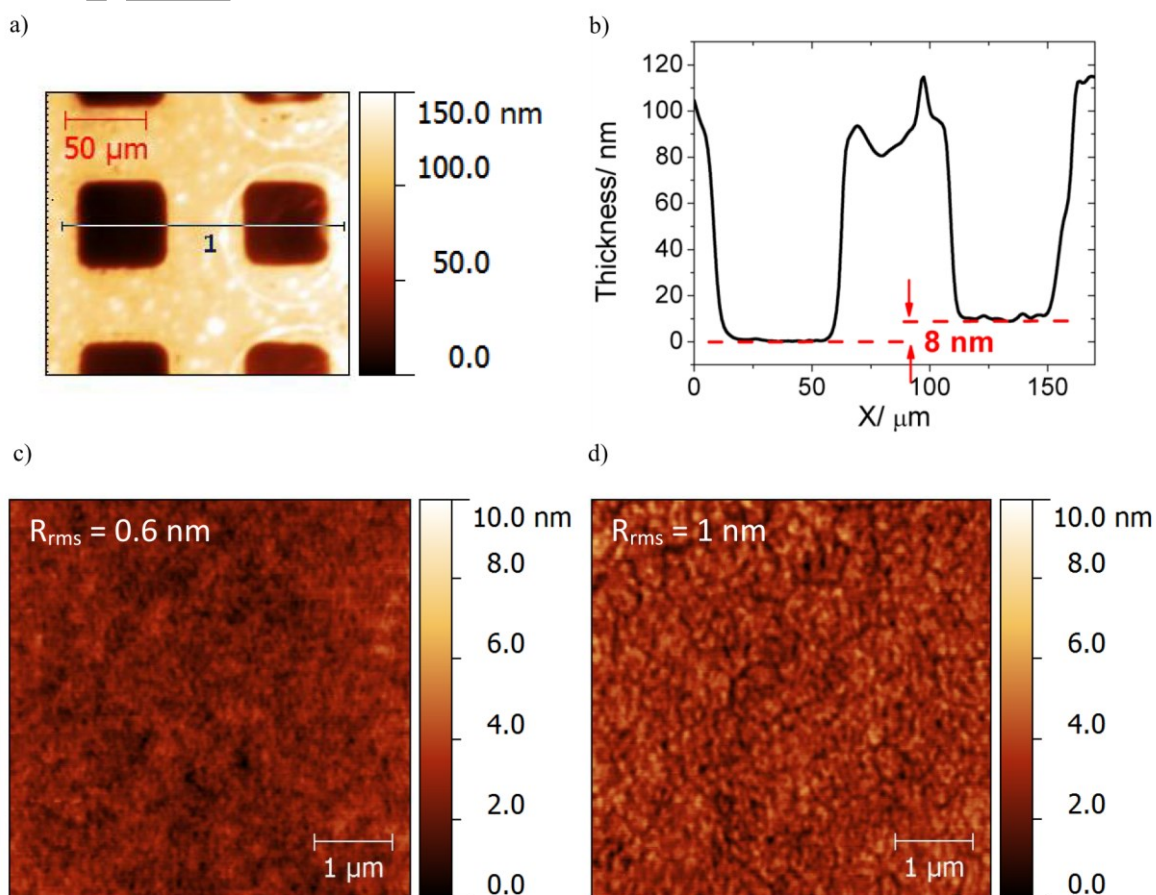 a)
50 μm
1
150.0 nm
100.0
50.0
0.0
b)
Thickness/ nm
120
100
80
60
40
20
0
8 nm
0
50
100
150
X/ μm
c)
Rrms = 0.6 nm
1 μm
10.0 nm
8.0
6.0
4.0
2.0
0.0
d)
Rrms = 1 nm
1 μm
10.0 nm
8.0
6.0
4.0
2.0
0.0